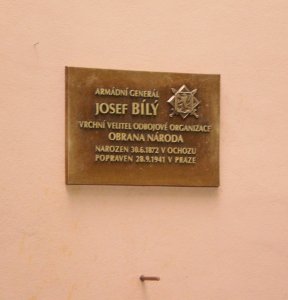 ARMÁDNÍ GENERÁL
JOSEF BÍLÝ
VRCHNÍ VELITEL ODBOJOVÉ ORGANIZACE
OBRANA NÁRODA
NAROZEN 30.6.1872 V OCHOZU
POPRAVEN 28.9.1941 V PRAZE